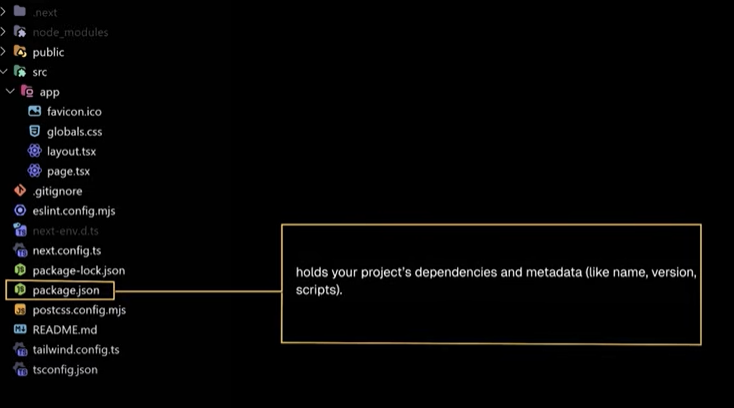 .next
node_modules
public
src
app
favicon.ico
globals.css
layout.tsx
page.tsx
.gitignore
eslint.config.mjs
next-env.d.ts
next.config.ts
package-lock.json
package.json
postcss.config.mjs
README.md
tailwind.config.ts
tsconfig.json
holds your project's dependencies and metadata (like name, version,
scripts).